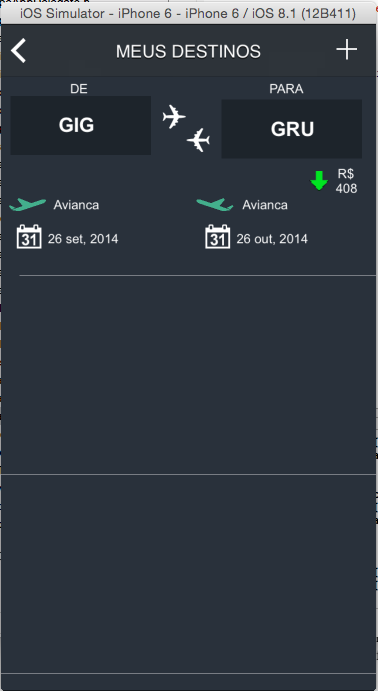 iOS Simulator - iPhone 6 - iPhone 6 / iOS 8.1 (12B411)
MEUS DESTINOS
DE PARA
GIG GRU
R$
408
Avianca Avianca
31 26 set, 2014 31 26 out, 2014